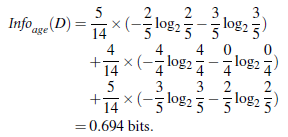 Info_age(D) = 5/14 × (−2/5 log₂ 2/5 − 3/5 log₂ 3/5)
+ 4/14 × (−4/4 log₂ 4/4 − 0/4 log₂ 0/4)
+ 5/14 × (−3/5 log₂ 3/5 − 2/5 log₂ 2/5)
= 0.694 bits.